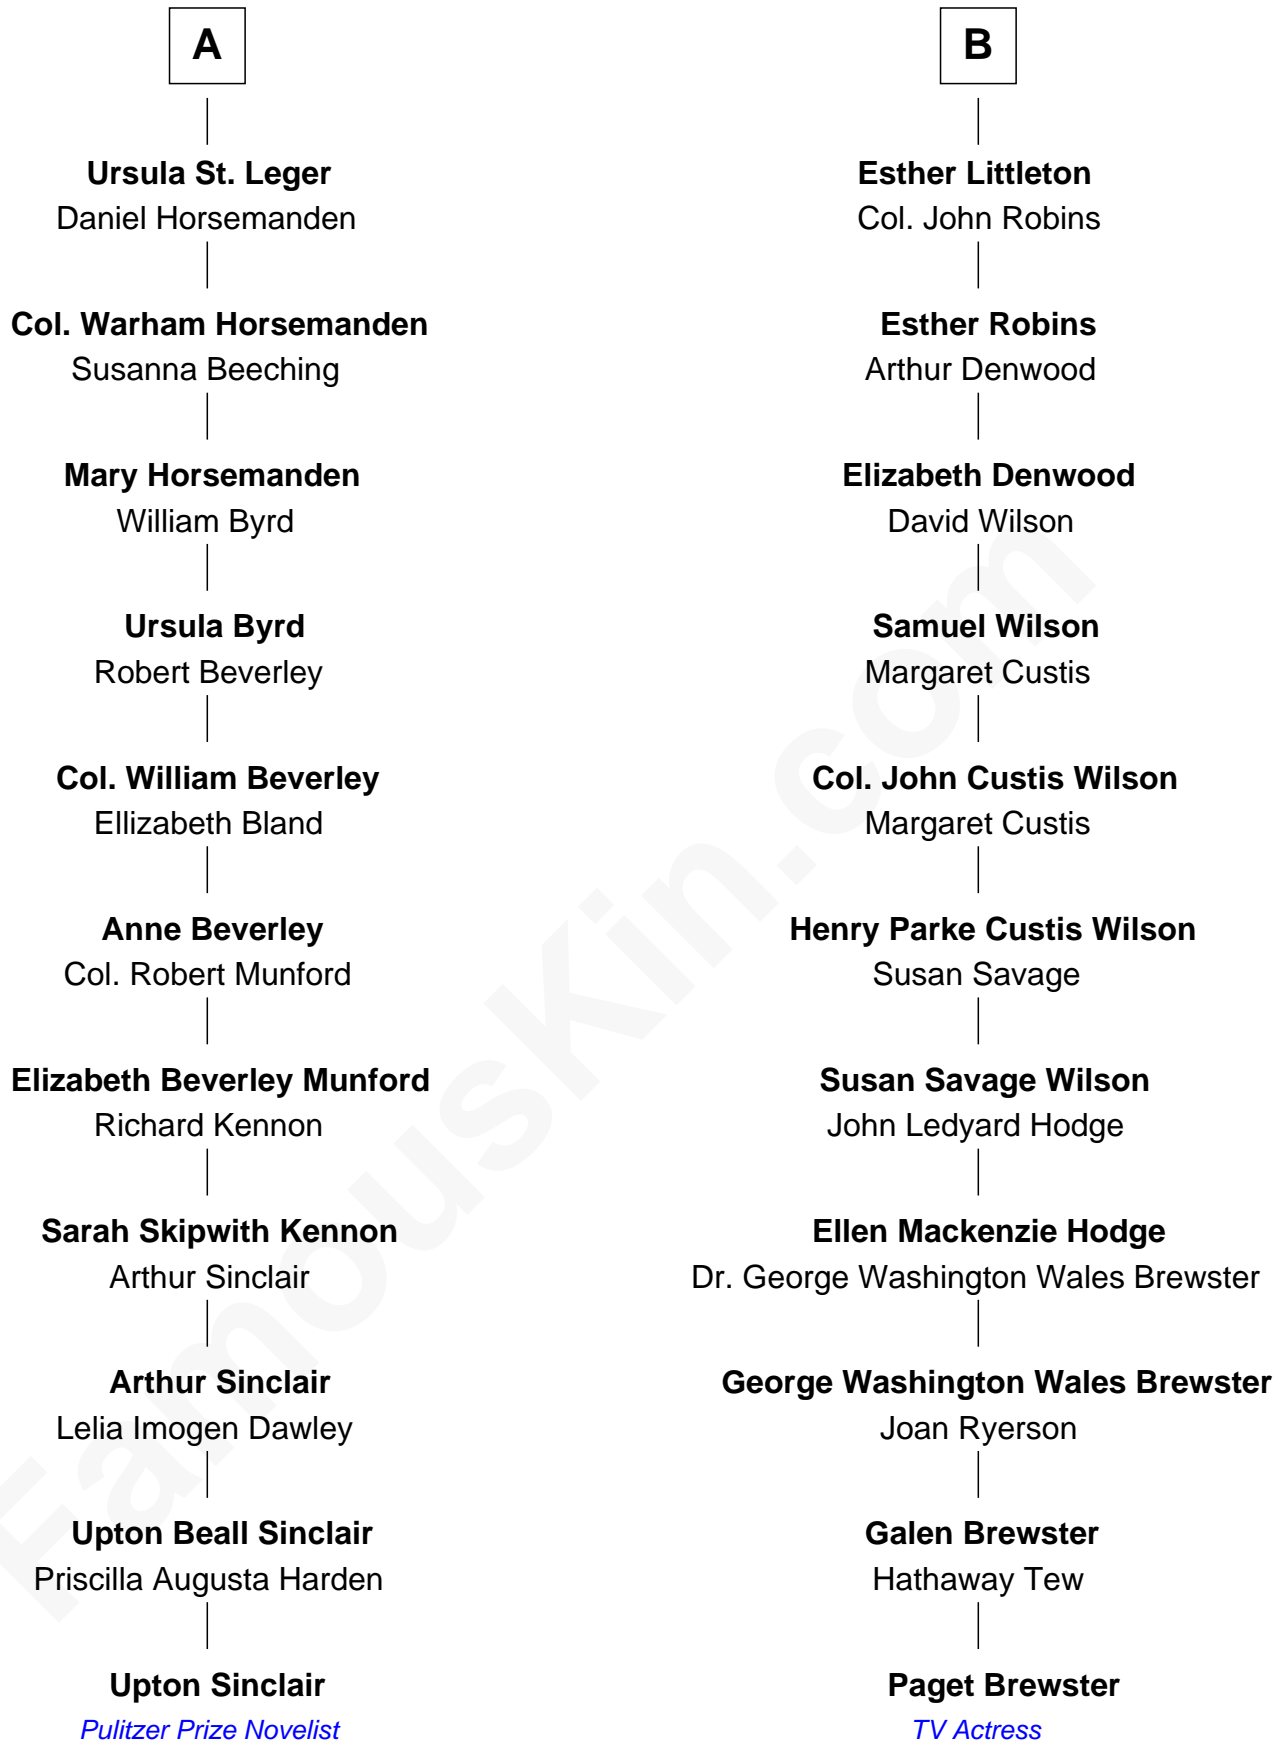 A
Ursula St. Leger
Daniel Horsemanden
Col. Warham Horsemanden
Susanna Beeching
Mary Horsemanden
William Byrd
Ursula Byrd
Robert Beverley
Col. William Beverley
Ellizabeth Bland
Anne Beverley
Col. Robert Munford
Elizabeth Beverley Munford
Richard Kennon
Sarah Skipwith Kennon
Arthur Sinclair
Arthur Sinclair
Lelia Imogen Dawley
Upton Beall Sinclair
Priscilla Augusta Harden
Upton Sinclair
Pulitzer Prize Novelist
B
Esther Littleton
Col. John Robins
Esther Robins
Arthur Denwood
Elizabeth Denwood
David Wilson
Samuel Wilson
Margaret Custis
Col. John Custis Wilson
Margaret Custis
Henry Parke Custis Wilson
Susan Savage
Susan Savage Wilson
John Ledyard Hodge
Ellen Mackenzie Hodge
Dr. George Washington Wales Brewster
George Washington Wales Brewster
Joan Ryerson
Galen Brewster
Hathaway Tew
Paget Brewster
TV Actress
FamousKin.com